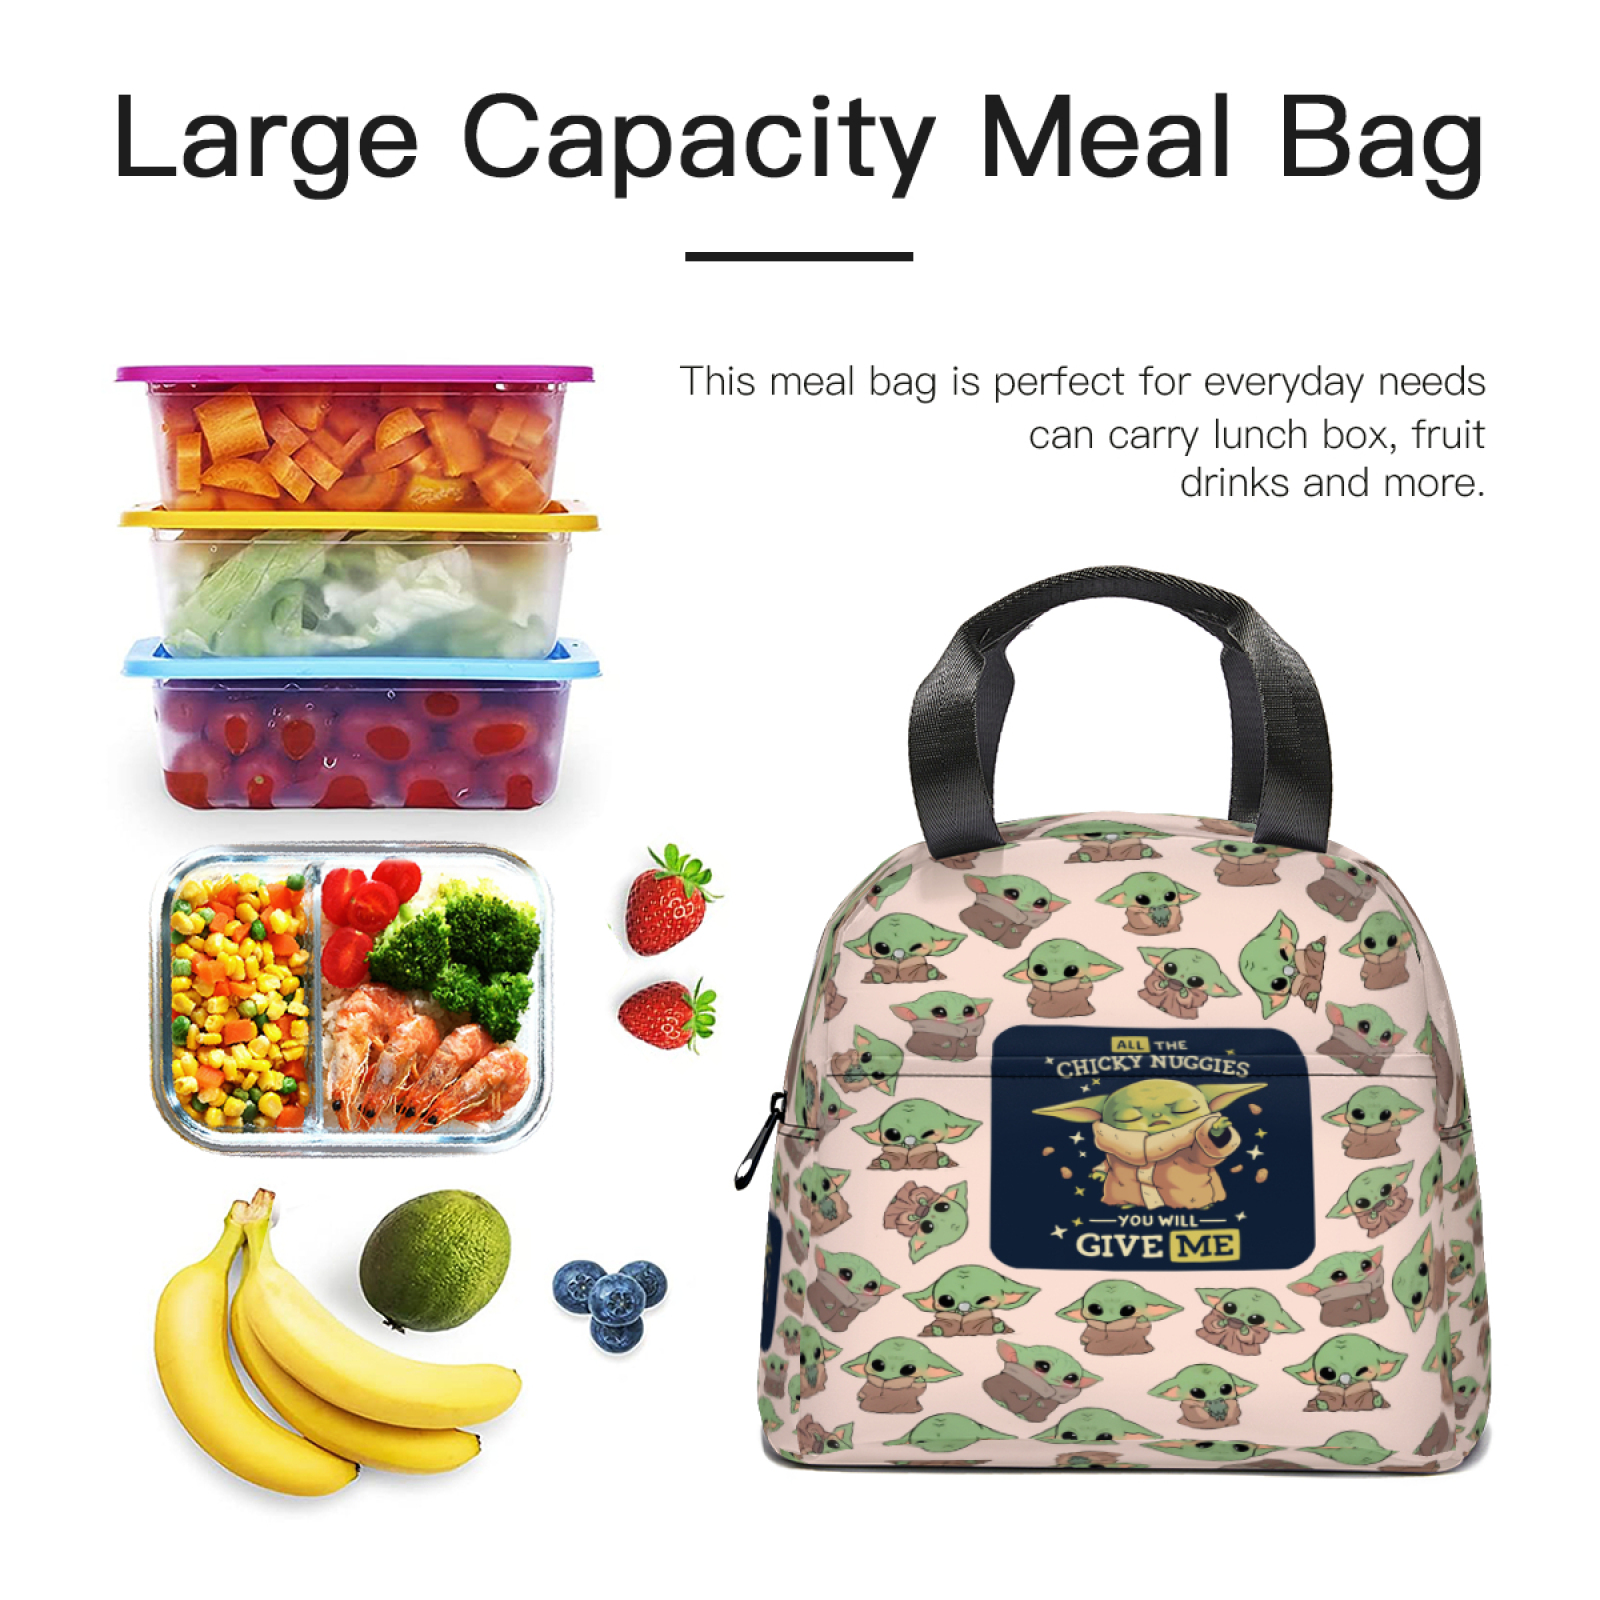 Large Capacity Meal Bag
This meal bag is perfect for everyday needs
can carry lunch box, fruit
drinks and more.
ALL THE
CHICKY NUGGIES
YOU WILL
GIVE ME